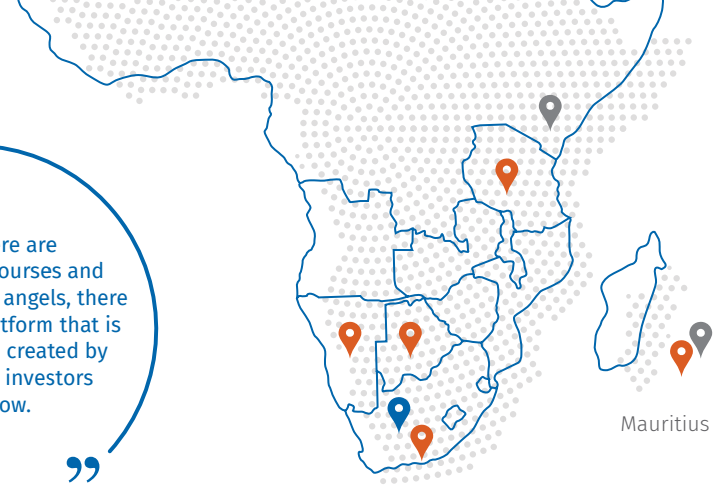 re are
ourses and
angels, there
tform that is
created by
investors
ow.
”
Mauritius